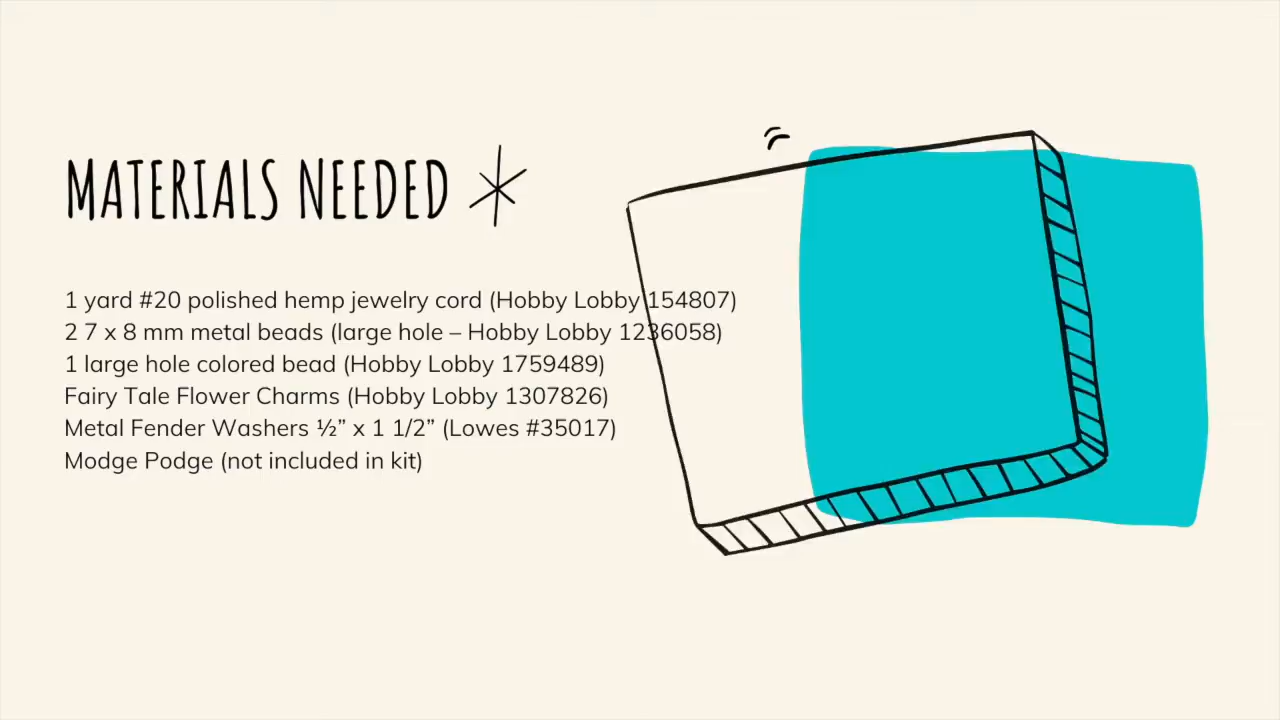 MATERIALS NEEDED
1 yard #20 polished hemp jewelry cord (Hobby Lobby 154807)
2 7 x 8 mm metal beads (large hole – Hobby Lobby 1236058)
1 large hole colored bead (Hobby Lobby 1759489)
Fairy Tale Flower Charms (Hobby Lobby 1307826)
Metal Fender Washers ½” x 1 1/2” (Lowes #35017)
Modge Podge (not included in kit)